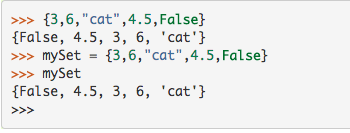 >>> {3,6,"cat",4.5,False}
{False, 4.5, 3, 6, 'cat'}
>>> mySet = {3,6,"cat",4.5,False}
>>> mySet
{False, 4.5, 3, 6, 'cat'}
>>>